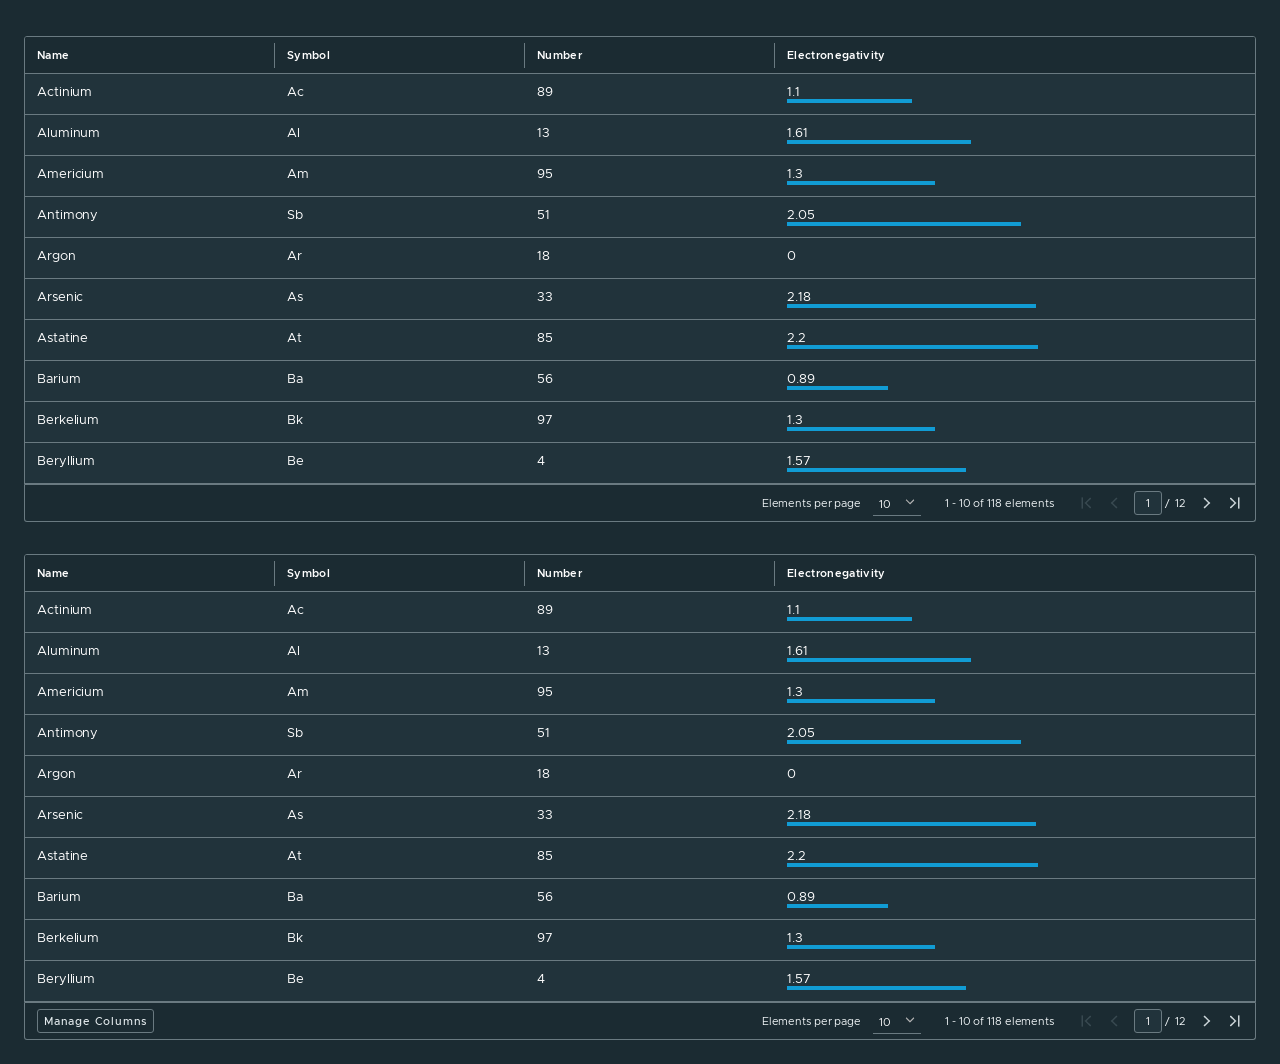 Name Symbol Number Electronegativity
Actinium Ac 89 1.1
Aluminum Al 13 1.61
Americium Am 95 1.3
Antimony Sb 51 2.05
Argon Ar 18 0
Arsenic As 33 2.18
Astatine At 85 2.2
Barium Ba 56 0.89
Berkelium Bk 97 1.3
Beryllium Be 4 1.57
Elements per page 10 1 - 10 of 118 elements 1 / 12
Name Symbol Number Electronegativity
Actinium Ac 89 1.1
Aluminum Al 13 1.61
Americium Am 95 1.3
Antimony Sb 51 2.05
Argon Ar 18 0
Arsenic As 33 2.18
Astatine At 85 2.2
Barium Ba 56 0.89
Berkelium Bk 97 1.3
Beryllium Be 4 1.57
Manage Columns Elements per page 10 1 - 10 of 118 elements 1 / 12